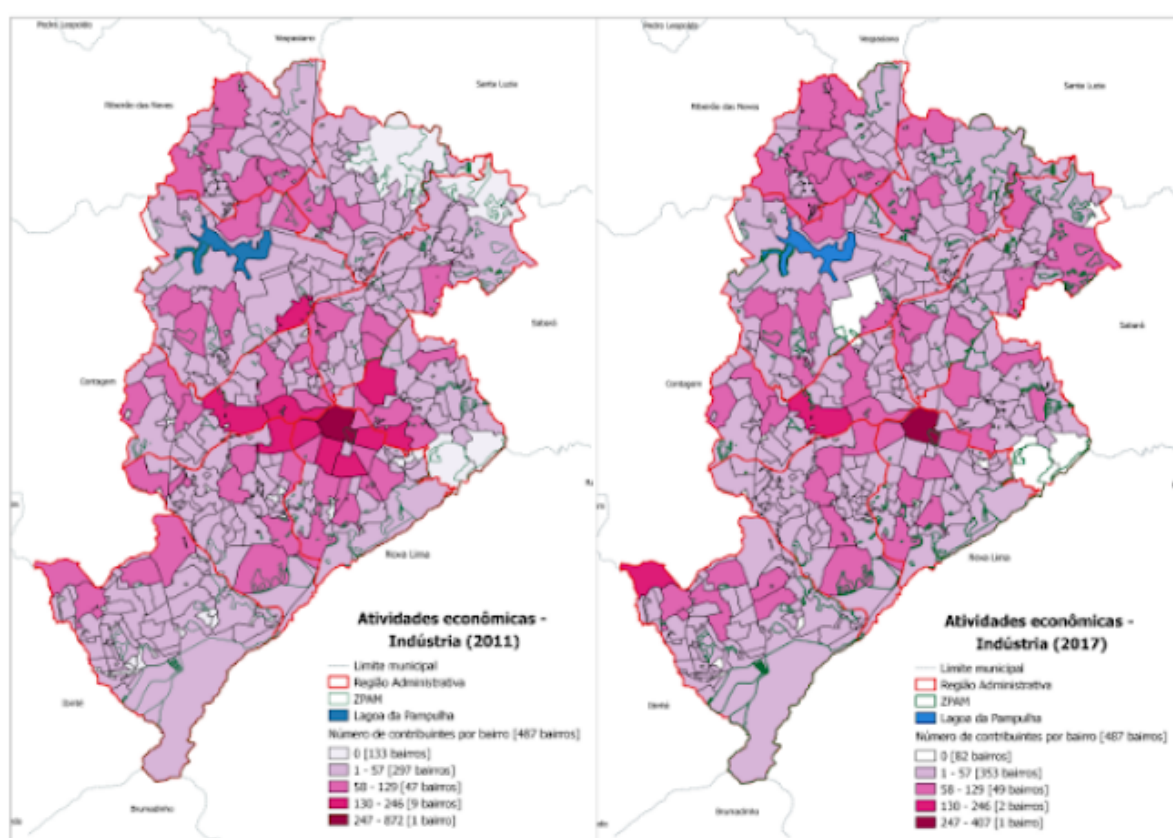 Pedro Leopoldo
Vespasiano
Santa Luzia
Ribeirão das Neves
Sabará
Contagem
Nova Lima
Ibirité
Brumadinho
Atividades econômicas -
Indústria (2011)
Limite municipal
Região Administrativa
ZPAM
Lagoa da Pampulha
Número de contribuintes por bairro [487 bairros]
0 [133 bairros]
1 - 57 [297 bairros]
58 - 129 [47 bairros]
130 - 246 [9 bairros]
247 - 872 [1 bairro]
Pedro Leopoldo
Vespasiano
Santa Luzia
Ribeirão das Neves
Sabará
Contagem
Nova Lima
Ibirité
Brumadinho
Atividades econômicas -
Indústria (2017)
Limite municipal
Região Administrativa
ZPAM
Lagoa da Pampulha
Número de contribuintes por bairro [487 bairros]
0 [82 bairros]
1 - 57 [353 bairros]
58 - 129 [49 bairros]
130 - 246 [2 bairros]
247 - 407 [1 bairro]